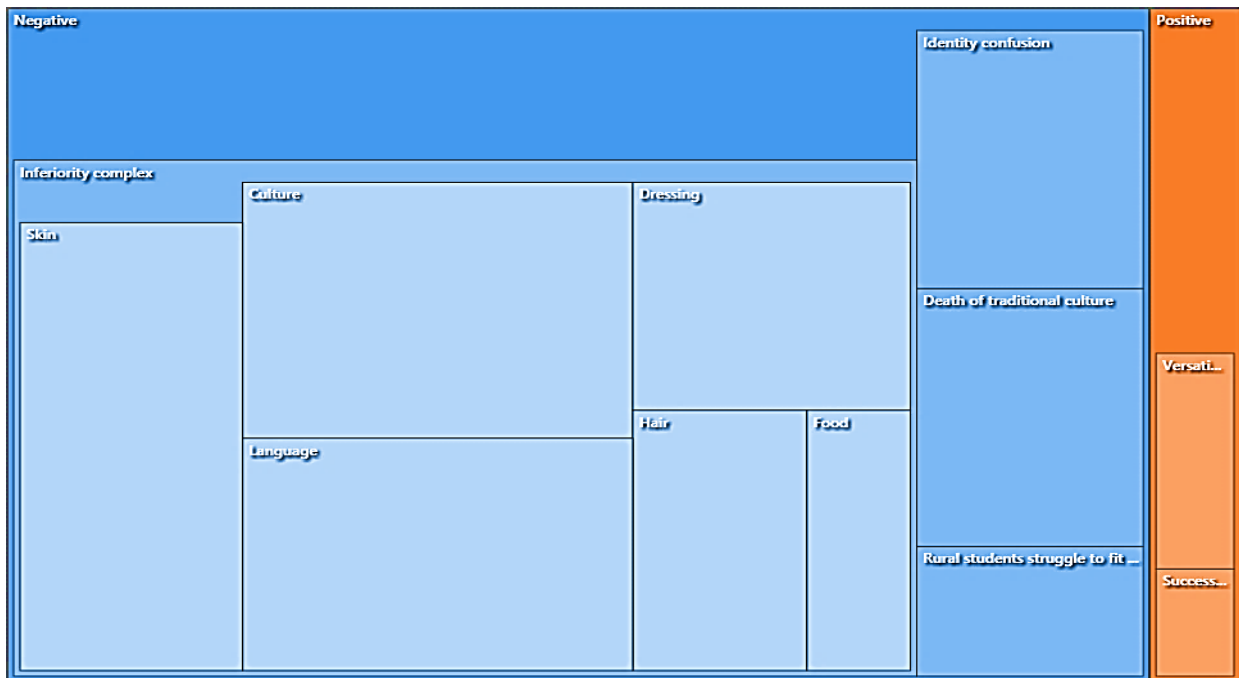 Negative
Positive
Identity confusion
Inferiority complex
Culture
Dressing
Skin
Death of traditional culture
Versati...
Hair
Food
Language
Rural students struggle to fit ...
Success...